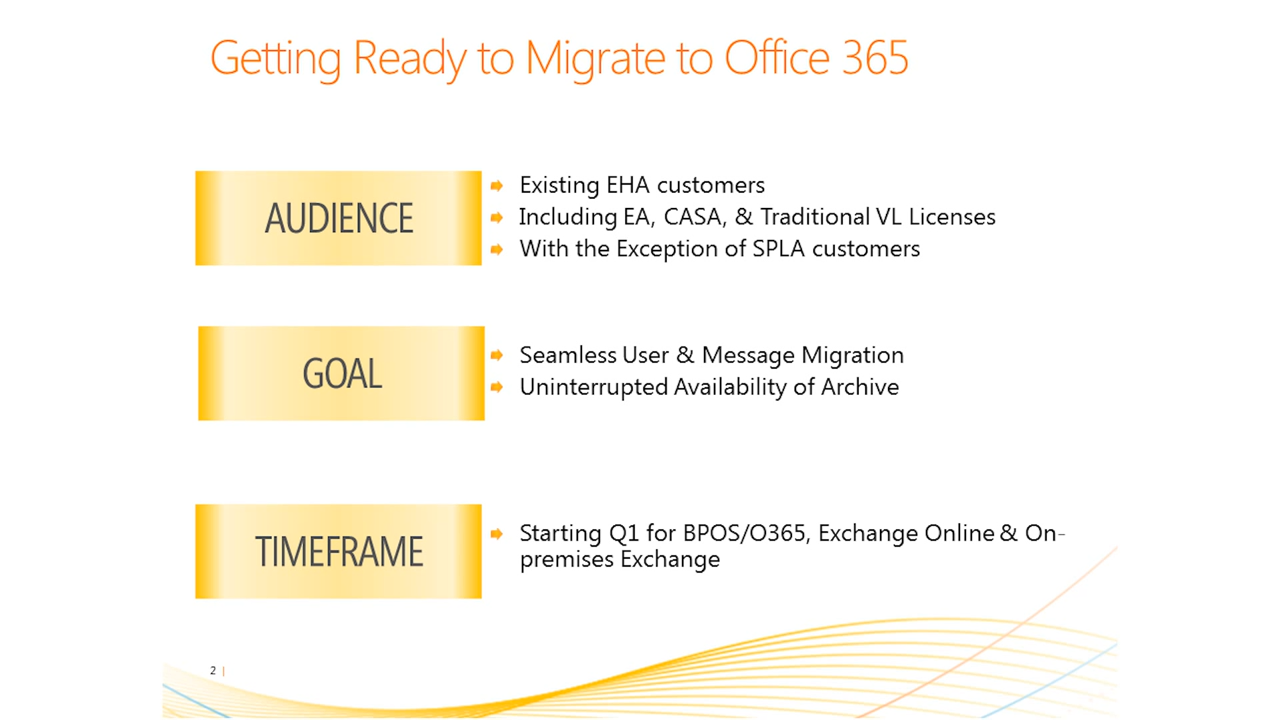 Getting Ready to Migrate to Office 365
AUDIENCE
Existing EHA customers
Including EA, CASA, & Traditional VL Licenses
With the Exception of SPLA customers
GOAL
Seamless User & Message Migration
Uninterrupted Availability of Archive
TIMEFRAME
Starting Q1 for BPOS/O365, Exchange Online & On-
premises Exchange
2 |